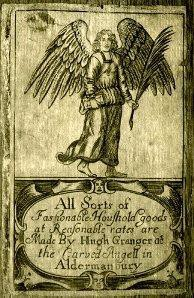 All Sorts of
Fashionable Houshold goods
at Reasonable rates are
Made By Hugh Granger at
the Carved Angell in
Aldermanbury